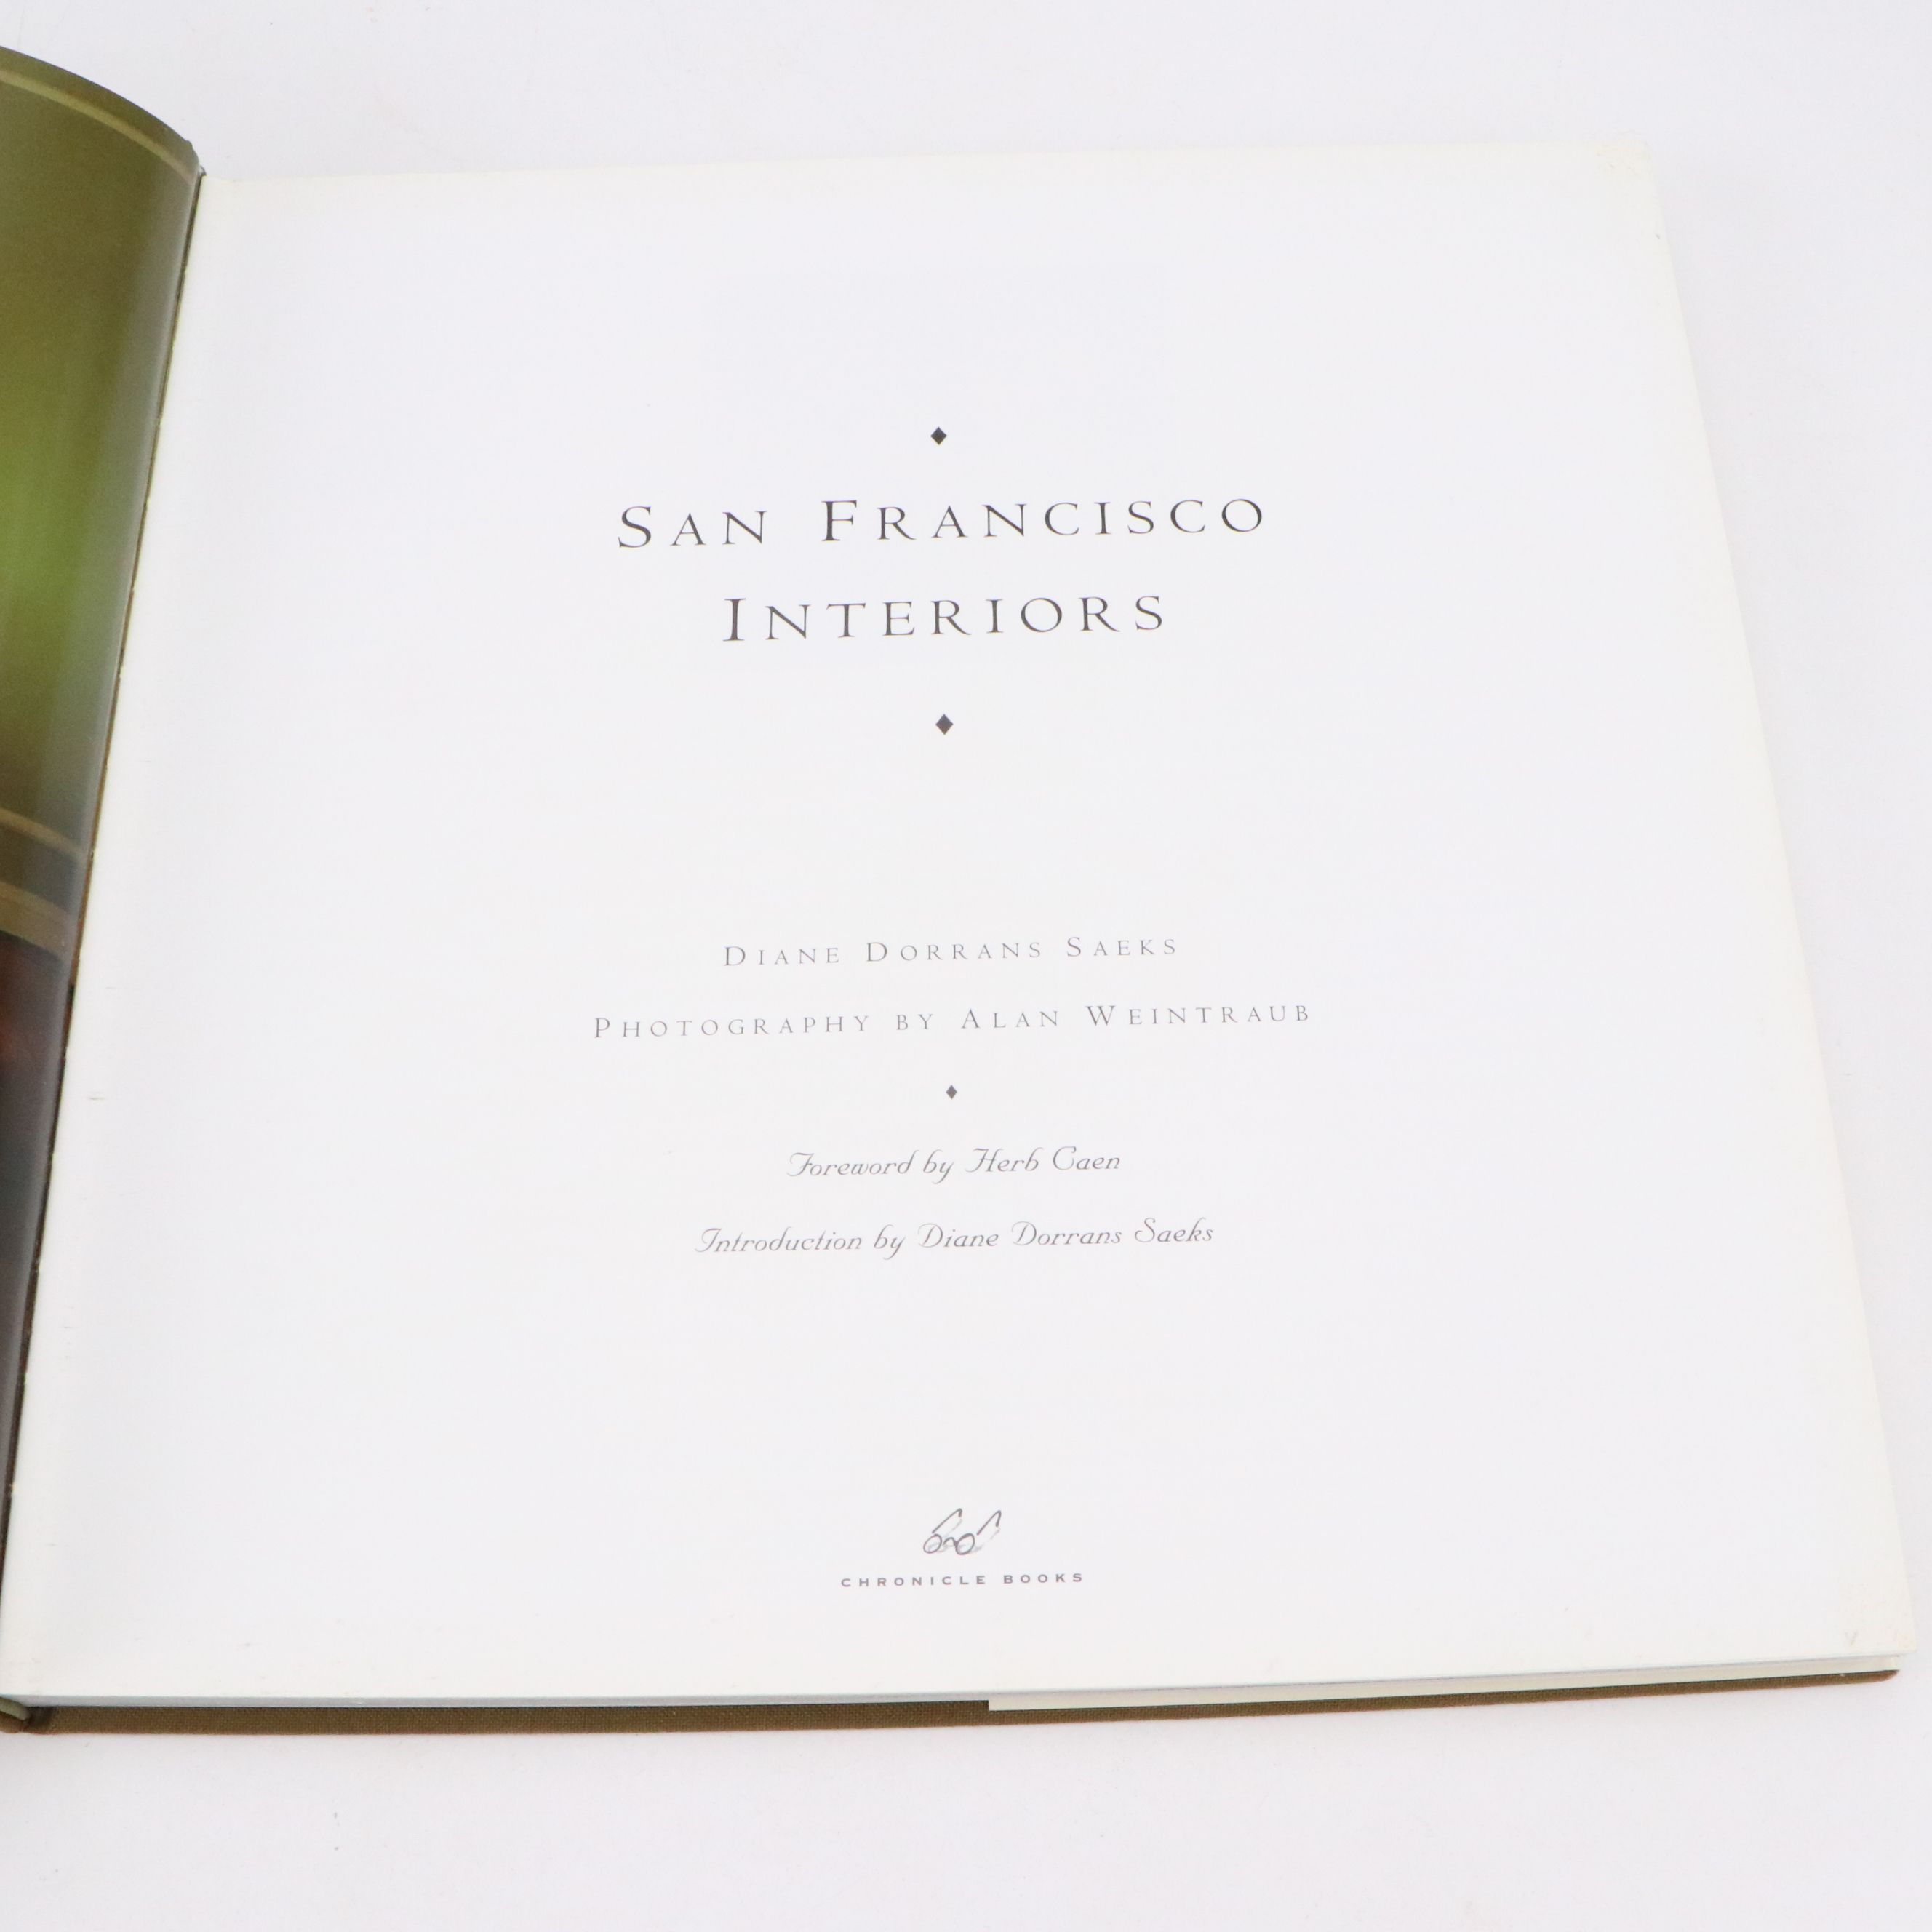 SAN FRANCISCO
INTERIORS
DIANE DORRANS SAEKS
PHOTOGRAPHY BY ALAN WEINTRAUB
Foreword by Herb Caen
Introduction by Diane Dorrans Saeks
CHRONICLE BOOKS